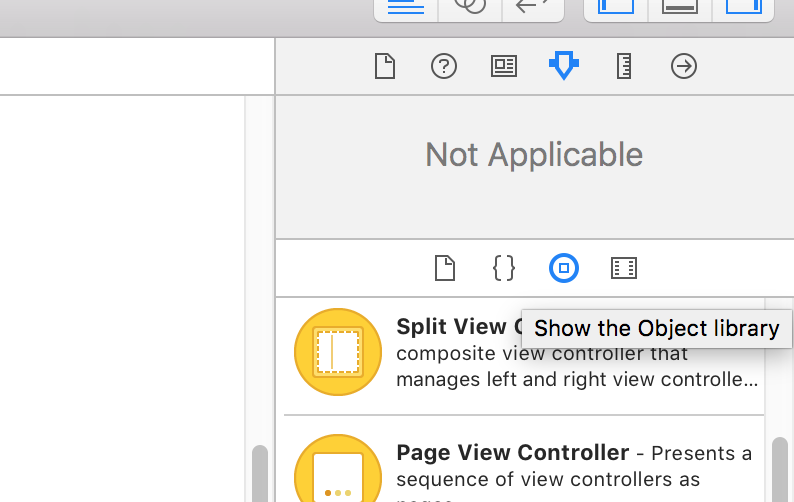 Not Applicable
Split View
Show the Object library
composite view controller that
manages left and right view controlle...
Page View Controller - Presents a
sequence of view controllers as